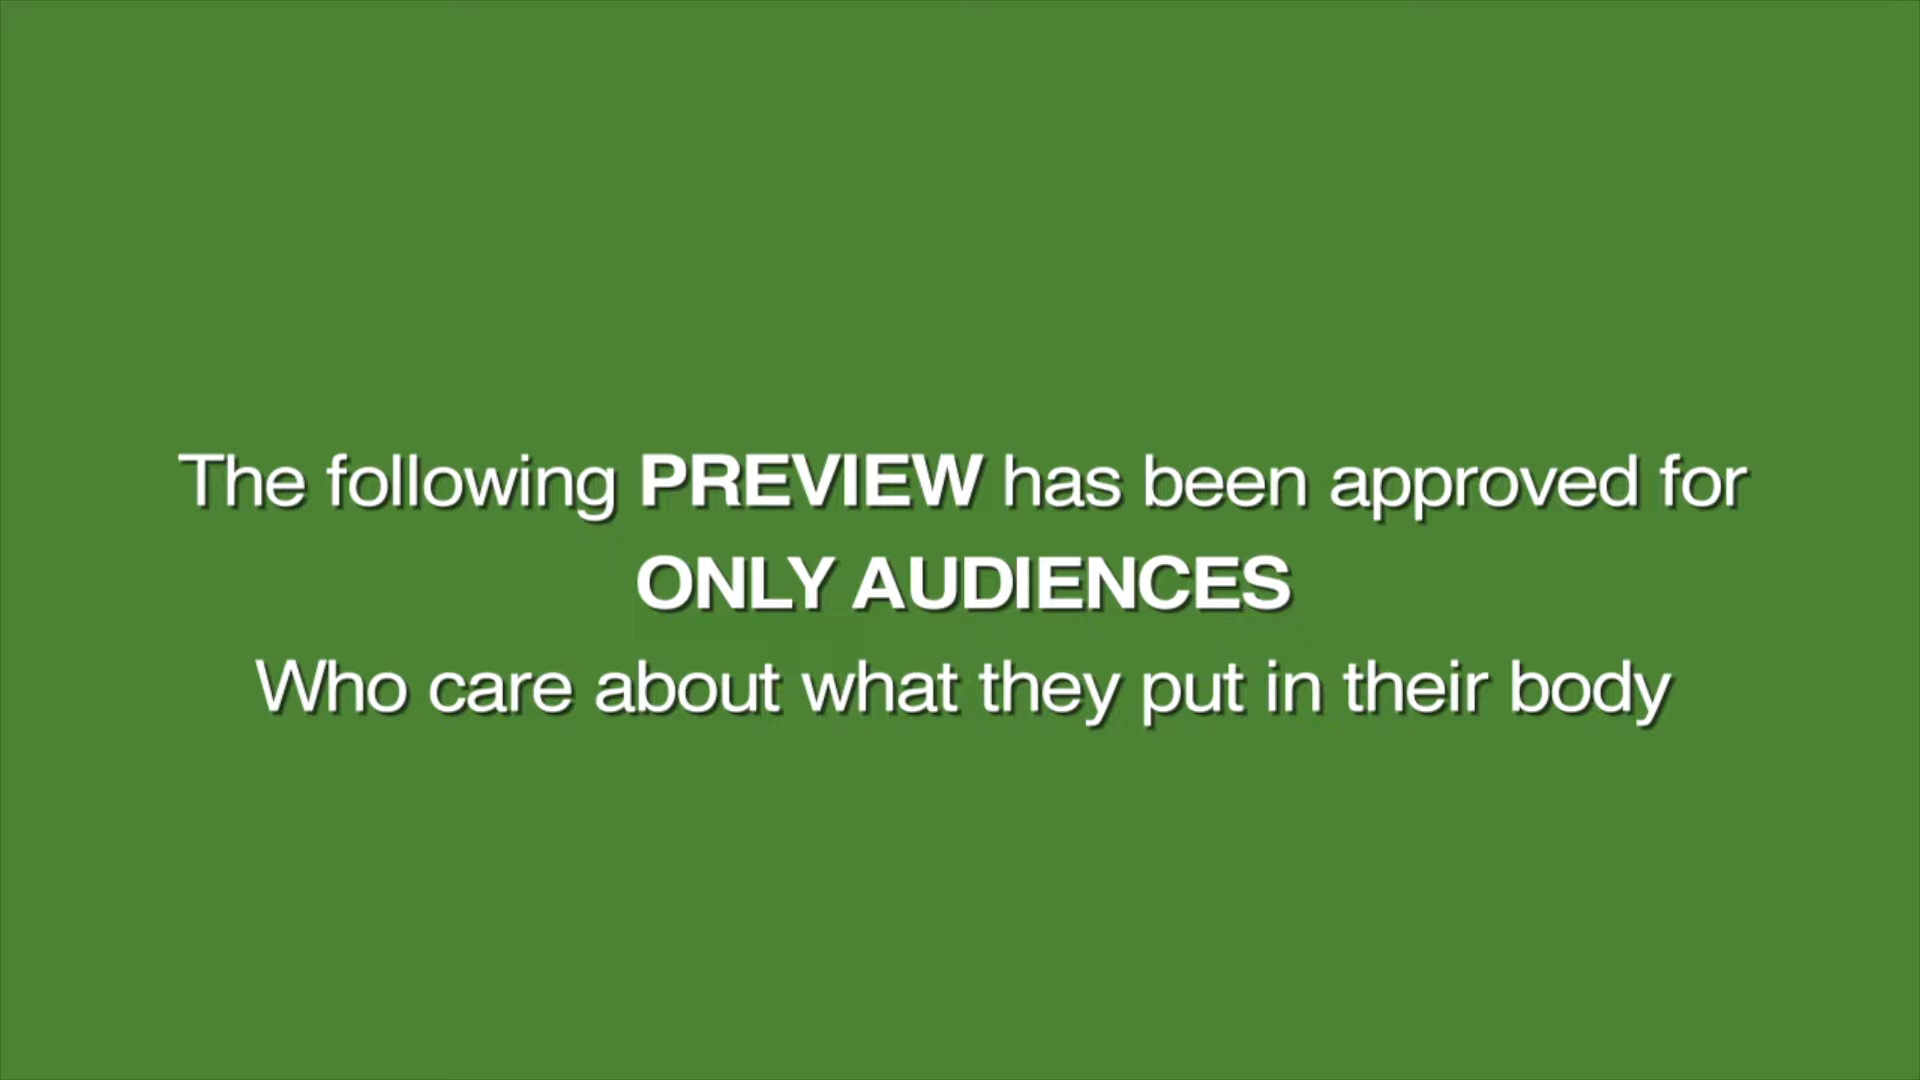 The following PREVIEW has been approved for
ONLY AUDIENCES
Who care about what they put in their body